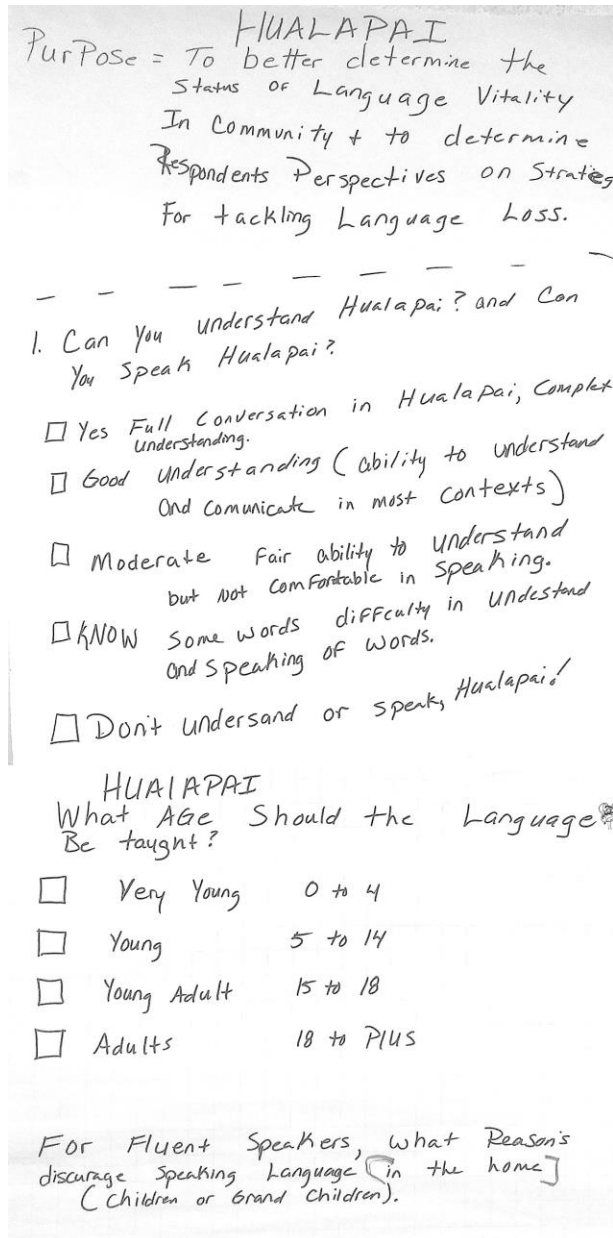 HUALAPAI
PurPose = To better determine the
Status of Language Vitality
In Community + to determine
Respondents Perspectives on Strates
For tackling Language Loss.
1. Can You understand Hualapai? and Can
You Speak Hualapai?
□ Yes Full Conversation in Hualapai, Complet
understanding.
□ Good understanding (ability to understand
and comunicate in most contexts)
□ Moderate Fair ability to understand
but not comfortable in speaking.
□ KNOW Some words diffculty in undestand
and speaking of words.
□ Don't undersand or speak, Hualapai!
HUAlAPAI
What AGe Should the Language
Be taught?
□ Very Young 0 to 4
□ Young 5 to 14
□ Young Adult 15 to 18
□ Adults 18 to Plus
For Fluent Speakers, what Reason's
discurage Speaking Language [in the home]
(Children or Grand Children).